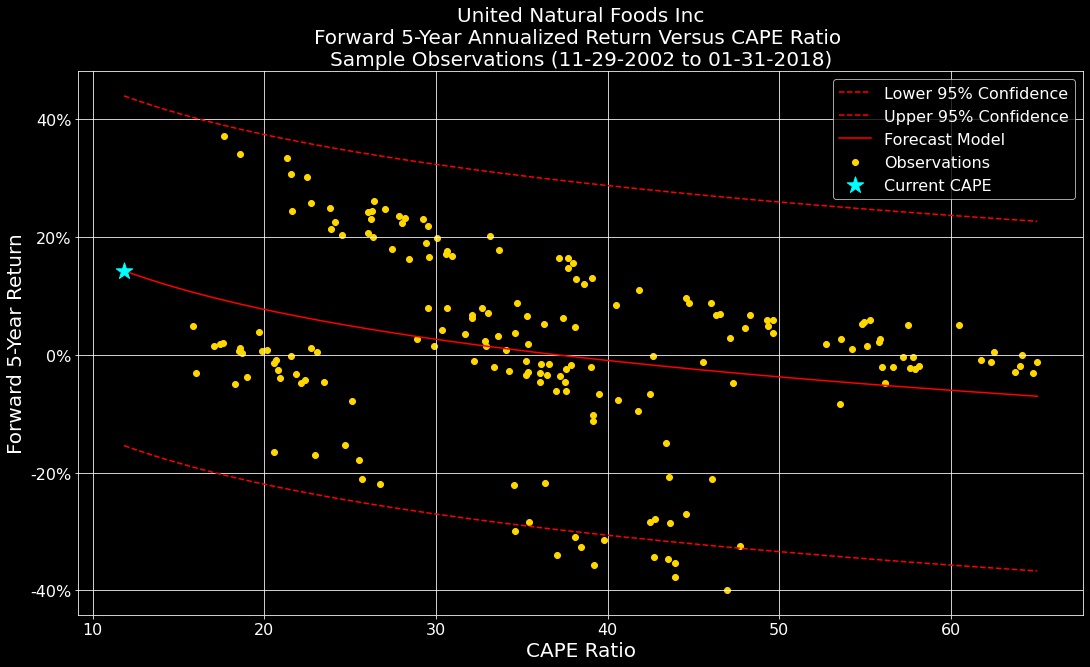 United Natural Foods Inc
Forward 5-Year Annualized Return Versus CAPE Ratio
Sample Observations (11-29-2002 to 01-31-2018)
Lower 95% Confidence
Upper 95% Confidence
Forecast Model
Observations
Current CAPE
Forward 5-Year Return
40%
20%
0%
-20%
-40%
10 20 30 40 50 60
CAPE Ratio